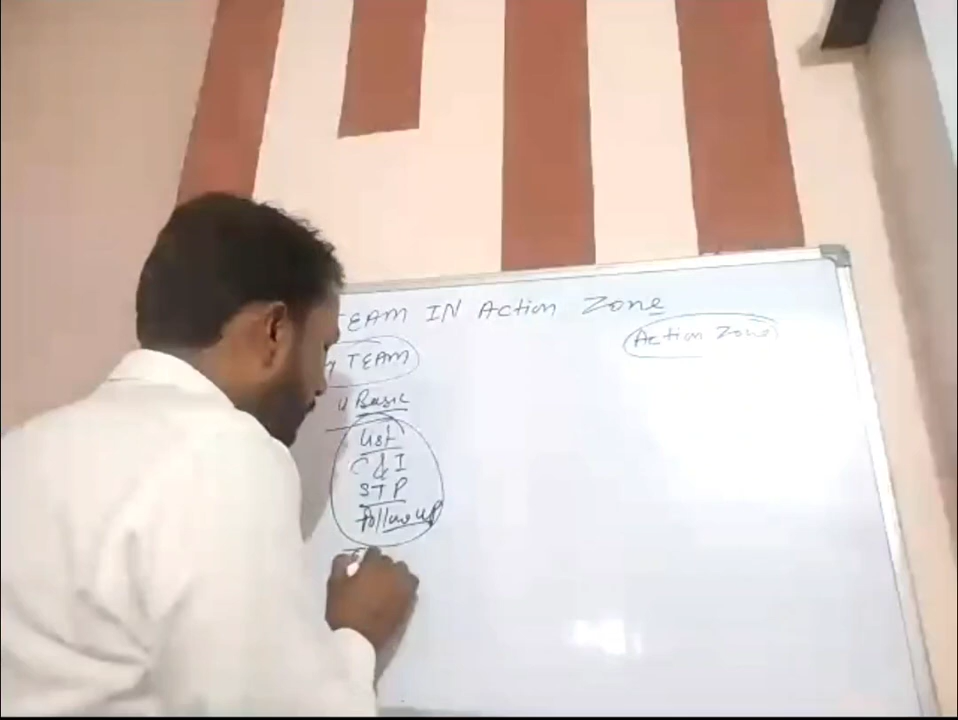 TEAM IN Action Zone
Action Zone
TEAM
Basic
List
C&I
STP
follow up